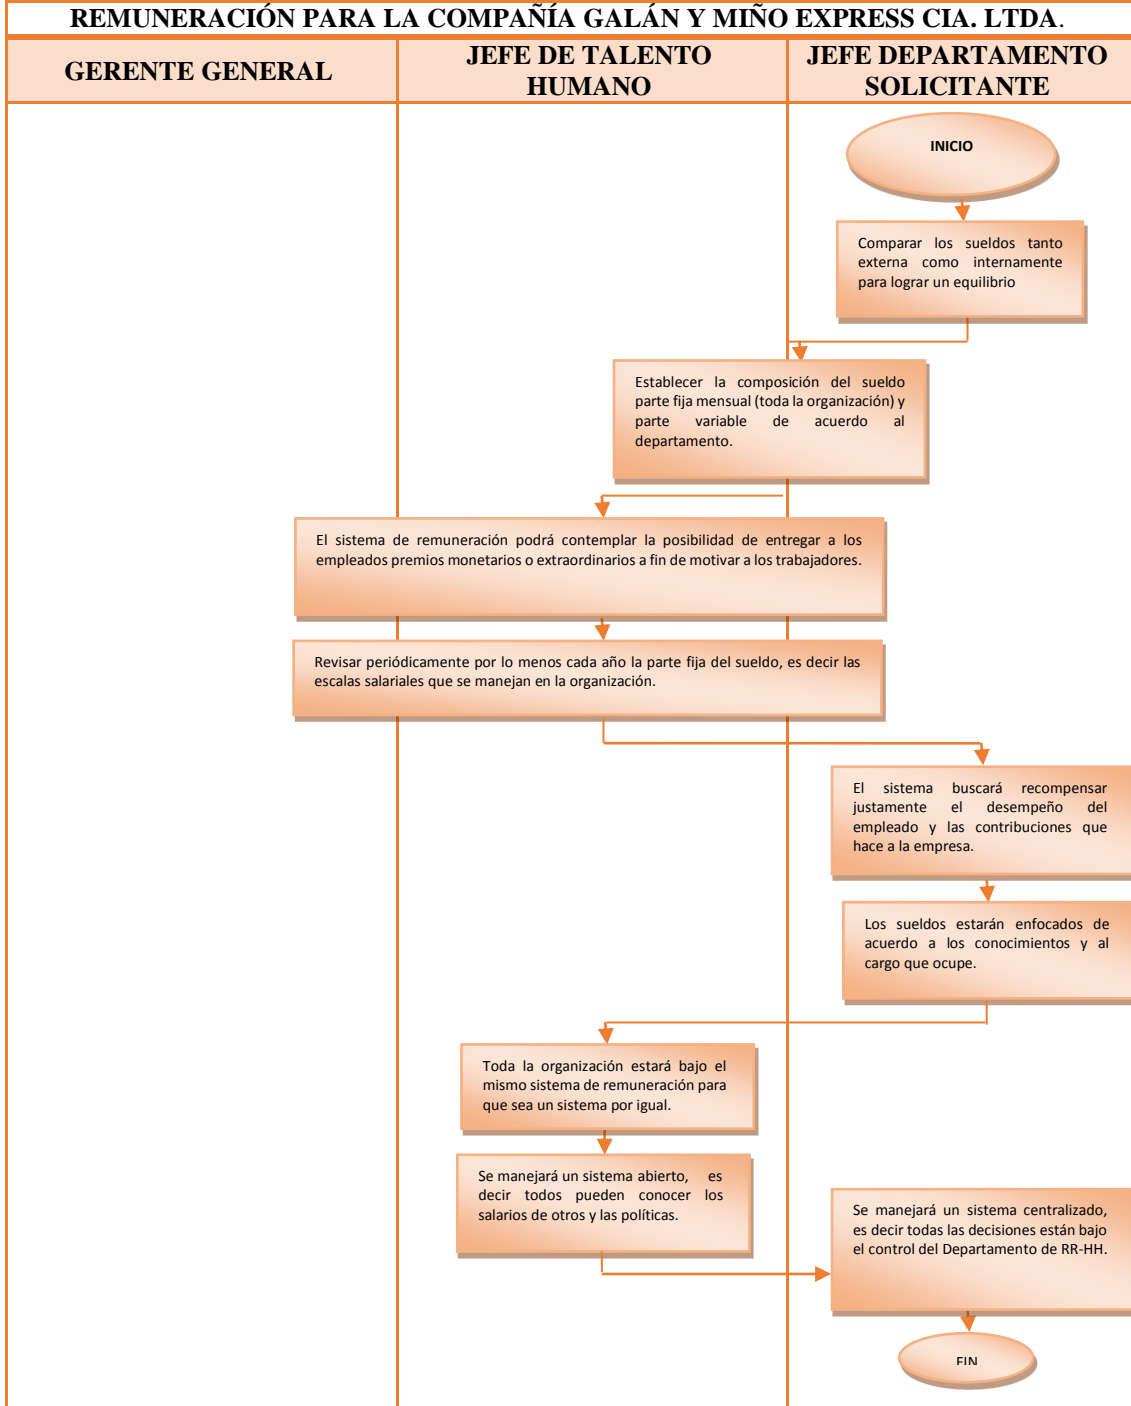 REMUNERACIÓN PARA LA COMPAÑÍA GALÁN Y MIÑO EXPRESS CIA. LTDA.
GERENTE GENERAL
JEFE DE TALENTO
HUMANO
JEFE DEPARTAMENTO
SOLICITANTE
INICIO
Comparar los sueldos tanto
externa como internamente
para lograr un equilibrio
Establecer la composición del sueldo
parte fija mensual (toda la organización) y
parte variable de acuerdo al
departamento.
El sistema de remuneración podrá contemplar la posibilidad de entregar a los
empleados premios monetarios o extraordinarios a fin de motivar a los trabajadores.
Revisar periódicamente por lo menos cada año la parte fija del sueldo, es decir las
escalas salariales que se manejan en la organización.
El sistema buscará recompensar
justamente el desempeño del
empleado y las contribuciones que
hace a la empresa.
Los sueldos estarán enfocados de
acuerdo a los conocimientos y al
cargo que ocupe.
Toda la organización estará bajo el
mismo sistema de remuneración para
que sea un sistema por igual.
Se manejará un sistema abierto, es
decir todos pueden conocer los
salarios de otros y las políticas.
Se manejará un sistema centralizado,
es decir todas las decisiones están bajo
el control del Departamento de RR-HH.
FIN